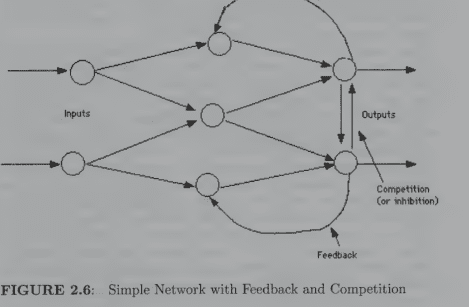 Inputs
Outputs
Competition
(or inhibition)
Feedback
FIGURE 2.6: Simple Network with Feedback and Competition